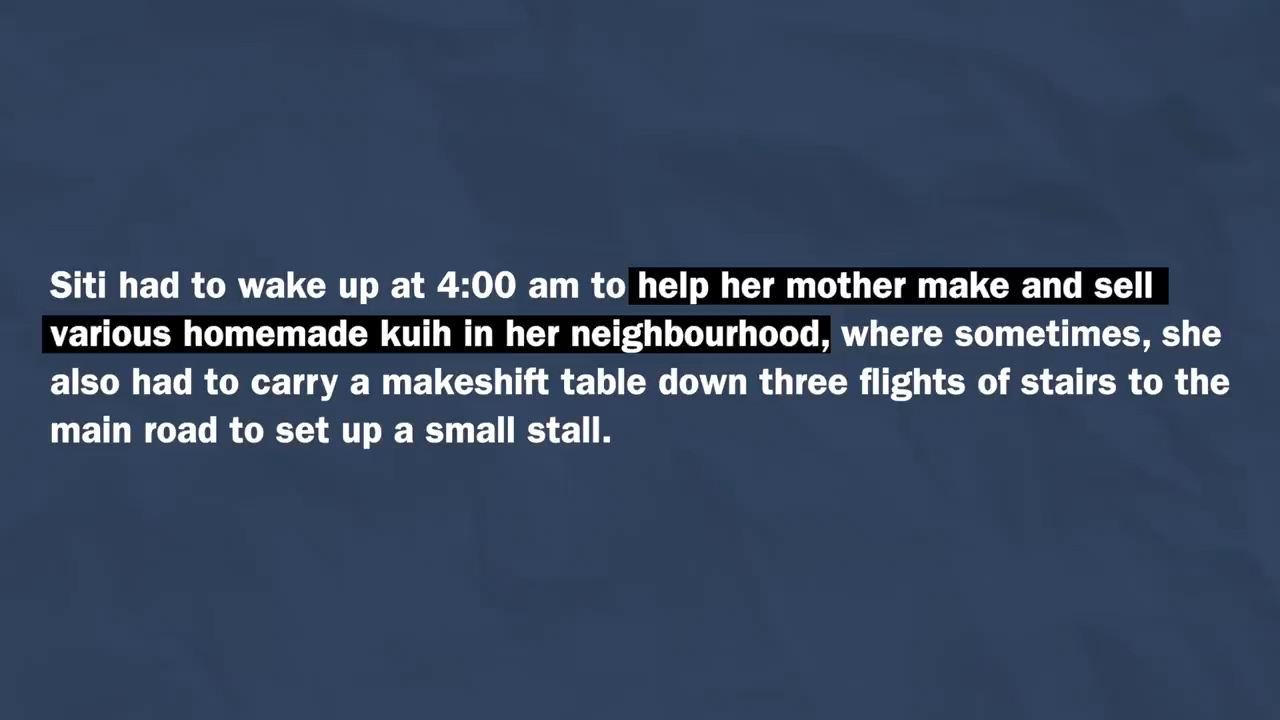 Siti had to wake up at 4:00 am to help her mother make and sell
various homemade kuih in her neighbourhood, where sometimes, she
also had to carry a makeshift table down three flights of stairs to the
main road to set up a small stall.